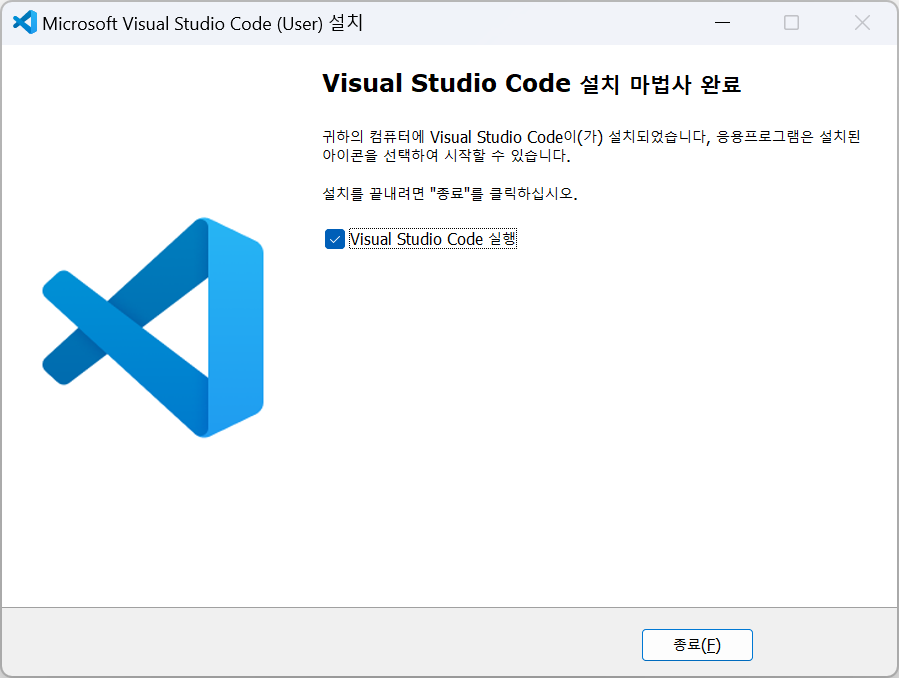 Microsoft Visual Studio Code (User) 설치
Visual Studio Code 설치 마법사 완료
귀하의 컴퓨터에 Visual Studio Code이(가) 설치되었습니다, 응용프로그램은 설치된
아이콘을 선택하여 시작할 수 있습니다.
설치를 끝내려면 "종료"를 클릭하십시오.
Visual Studio Code 실행
종료(F)